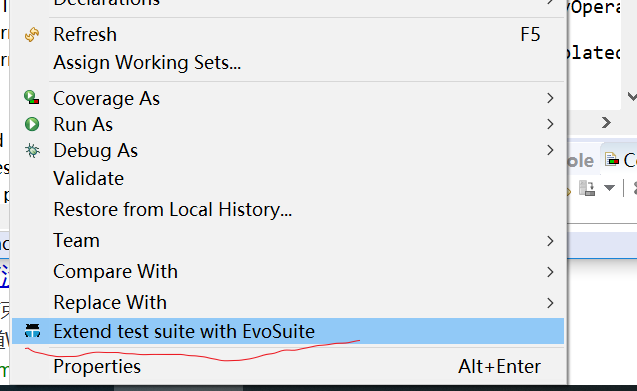 Declarations
Refresh F5
Assign Working Sets...
Coverage As
Run As
Debug As
Validate
Restore from Local History...
Team
Compare With
Replace With
Extend test suite with EvoSuite
Properties Alt+Enter